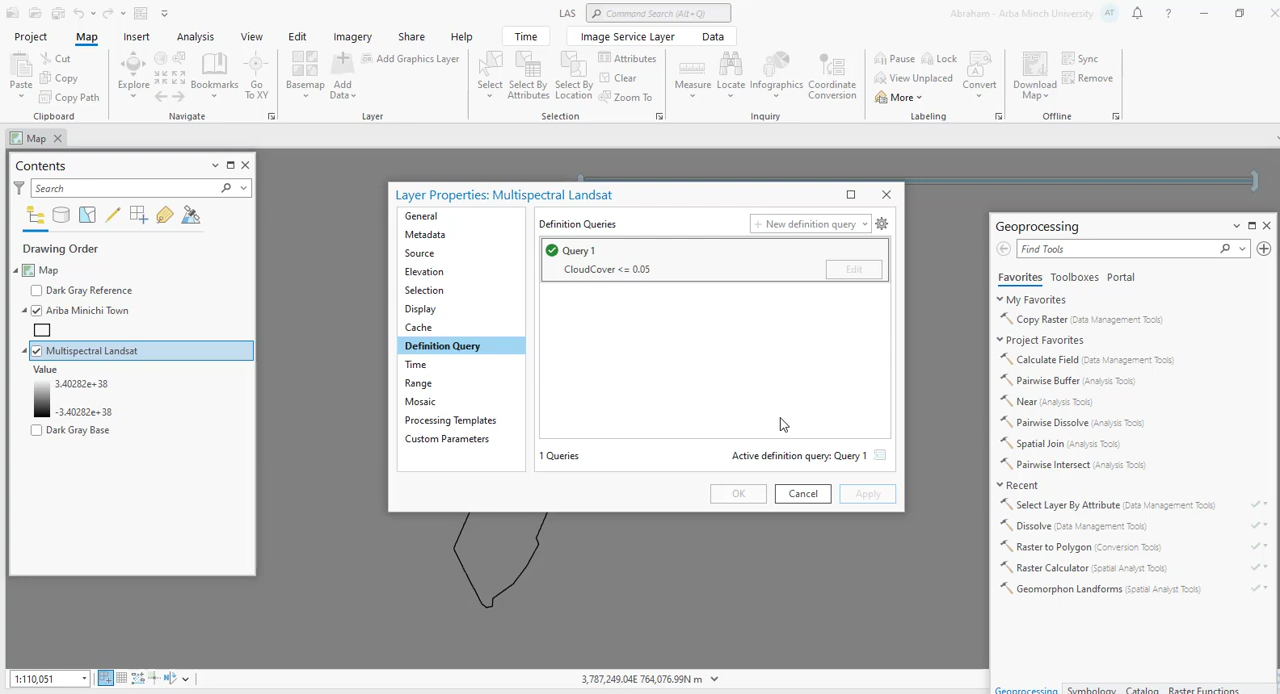 LAS
Command Search (Alt+Q)
Abraham - Arba Minch University
AT
?
Project
Map
Insert
Analysis
View
Edit
Imagery
Share
Help
Time
Image Service Layer
Data
Paste
Cut
Copy
Copy Path
Clipboard
Explore
Bookmarks
Go To XY
Navigate
Basemap
Add Data
Add Graphics Layer
Layer
Select
Select By Attributes
Select By Location
Attributes
Clear
Zoom To
Selection
Measure
Locate
Infographics
Coordinate Conversion
Inquiry
Pause
Lock
View Unplaced
More
Labeling
Convert
Download Map
Sync
Remove
Offline
Map
Contents
Search
Drawing Order
Map
Dark Gray Reference
Ariba Minichi Town
Multispectral Landsat
Value
3.40282e+38
-3.40282e+38
Dark Gray Base
Layer Properties: Multispectral Landsat
General
Metadata
Source
Elevation
Selection
Display
Cache
Definition Query
Time
Range
Mosaic
Processing Templates
Custom Parameters
Definition Queries
+ New definition query
Query 1
CloudCover <= 0.05
Edit
1 Queries
Active definition query: Query 1
OK
Cancel
Apply
Geoprocessing
Find Tools
Favorites
Toolboxes
Portal
My Favorites
Copy Raster (Data Management Tools)
Project Favorites
Calculate Field (Data Management Tools)
Pairwise Buffer (Analysis Tools)
Near (Analysis Tools)
Pairwise Dissolve (Analysis Tools)
Spatial Join (Analysis Tools)
Pairwise Intersect (Analysis Tools)
Recent
Select Layer By Attribute (Data Management Tools)
Dissolve (Data Management Tools)
Raster to Polygon (Conversion Tools)
Raster Calculator (Spatial Analyst Tools)
Geomorphon Landforms (Spatial Analyst Tools)
1:110,051
3,787,249.04E 764,076.99N m
Geoprocessing
Symbology
Catalog
Raster Functions